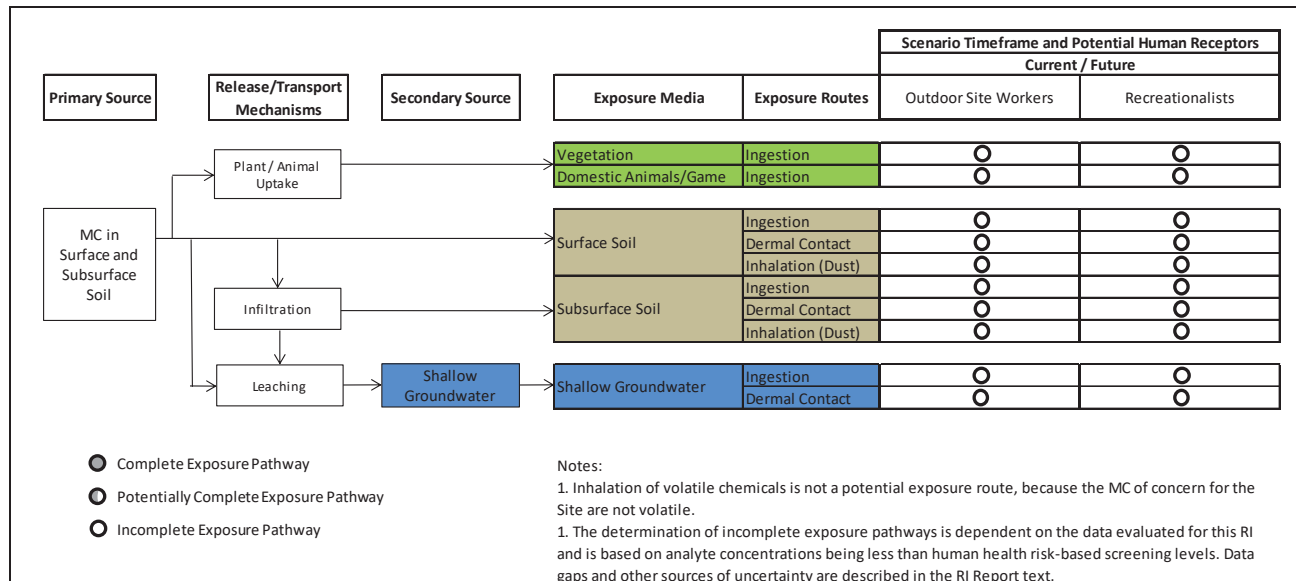 Scenario Timeframe and Potential Human Receptors
Current / Future
Primary Source
Release/Transport
Mechanisms
Secondary Source
Exposure Media
Exposure Routes
Outdoor Site Workers
Recreationalists
Plant/ Animal
Uptake
Vegetation
Ingestion
Domestic Animals/Game
Ingestion
MC in
Surface and
Subsurface
Soil
Surface Soil
Ingestion
Dermal Contact
Inhalation (Dust)
Infiltration
Subsurface Soil
Ingestion
Dermal Contact
Inhalation (Dust)
Leaching
Shallow
Groundwater
Shallow Groundwater
Ingestion
Dermal Contact
Complete Exposure Pathway
Potentially Complete Exposure Pathway
Incomplete Exposure Pathway
Notes:
1. Inhalation of volatile chemicals is not a potential exposure route, because the MC of concern for the
Site are not volatile.
1. The determination of incomplete exposure pathways is dependent on the data evaluated for this RI
and is based on analyte concentrations being less than human health risk-based screening levels. Data
gaps and other sources of uncertainty are described in the RI Report text.